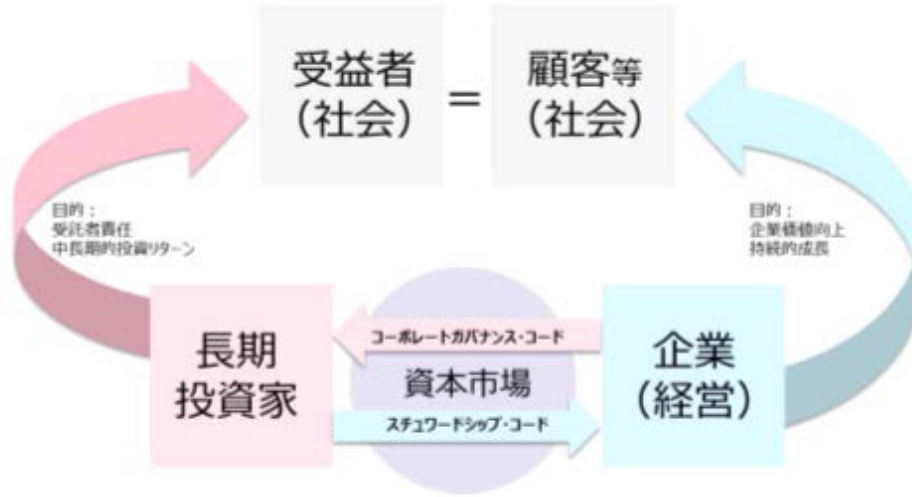 受益者
(社会)
=
顧客等
(社会)
目的：
受託者責任
中長期的投資リターン
目的：
企業価値向上
持続的成長
長期
投資家
コーポレートガバナンス・コード
資本市場
スチュワードシップ・コード
企業
(経営)